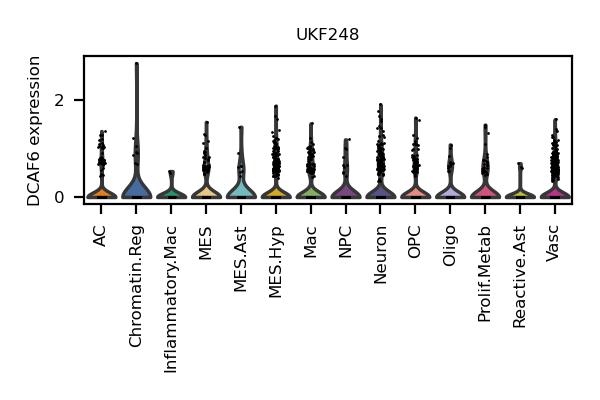 UKF248
DCAF6 expression
2
0
AC
Chromatin.Reg
Inflammatory.Mac
MES
MES.Ast
MES.Hyp
Mac
NPC
Neuron
OPC
Oligo
Prolif.Metab
Reactive.Ast
Vasc